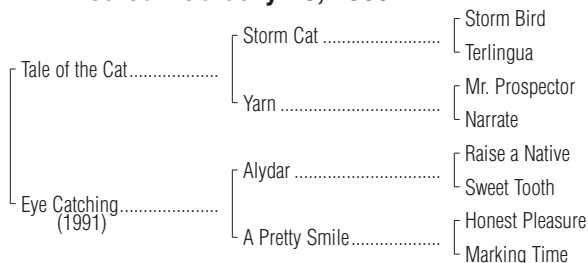 Storm Bird
Storm Cat ........................
Terlingua
Tale of the Cat..................
Mr. Prospector
Yarn ................................
Narrate
Raise a Native
Alydar .............................
Sweet Tooth
Eye Catching....................
(1991)
Honest Pleasure
A Pretty Smile..................
Marking Time